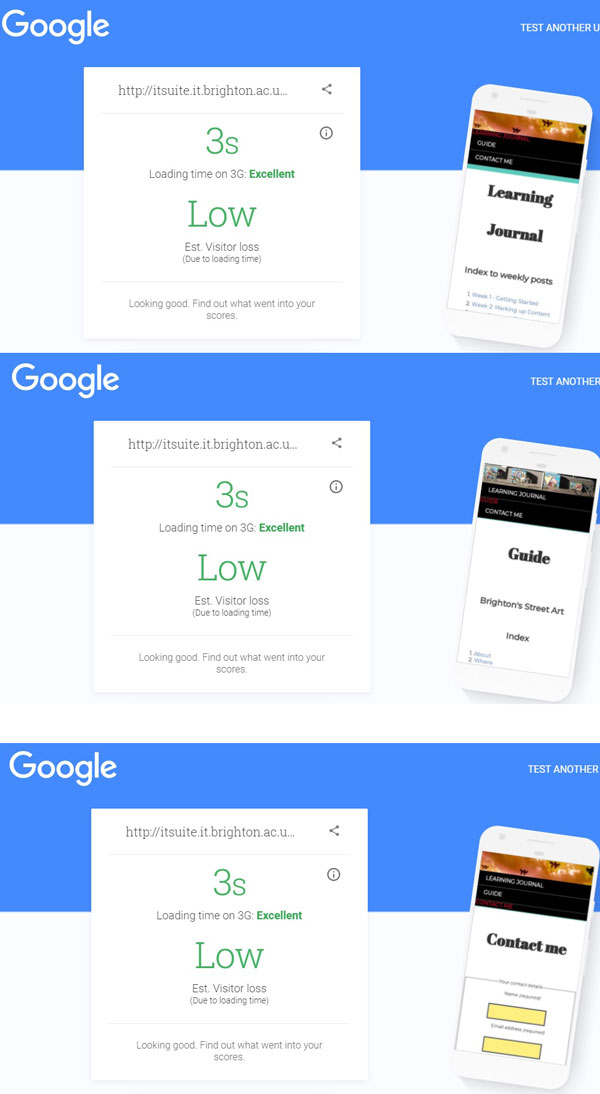 Google
TEST ANOTHER U
http://itsuite.it.brighton.ac.u...
3s
Loading time on 3G: Excellent
Low
Est. Visitor loss
(Due to loading time)
Looking good. Find out what went into your
scores.
LEARNING JOURNAL
GUIDE
CONTACT ME
Learning
Journal
Index to weekly posts
1. Week 1 - Getting Started
2. Week 2: Marking up Content
Google
TEST ANOTHER
http://itsuite.it.brighton.ac.u...
3s
Loading time on 3G: Excellent
Low
Est. Visitor loss
(Due to loading time)
Looking good. Find out what went into your
scores.
LEARNING JOURNAL
GUIDE
CONTACT ME
Guide
Brighton's Street Art
Index
1. About
2. Where
Google
TEST ANOTHER
http://itsuite.it.brighton.ac.u...
3s
Loading time on 3G: Excellent
Low
Est. Visitor loss
(Due to loading time)
Looking good. Find out what went into your
scores.
LEARNING JOURNAL
GUIDE
CONTACT ME
Contact me
Your contact details
Name (required)
Email address (required)